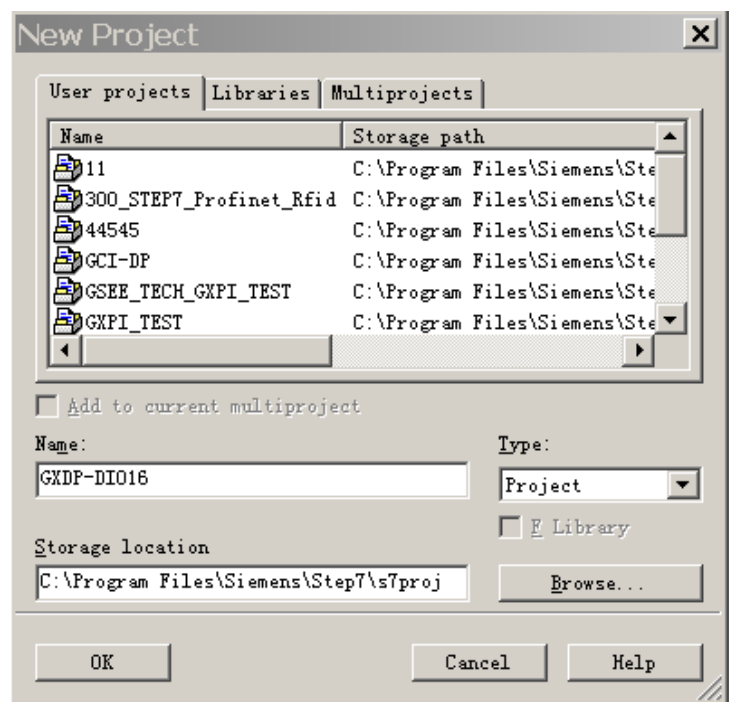 New Project
User projects Libraries Multiprojects
Name Storage path
11 C:\Program Files\Siemens\Ste
300_STEP7_Profinet_Rfid C:\Program Files\Siemens\Ste
44545 C:\Program Files\Siemens\Ste
GCI-DP C:\Program Files\Siemens\Ste
GSEE_TECH_GXPI_TEST C:\Program Files\Siemens\Ste
GXPI_TEST C:\Program Files\Siemens\Ste
Add to current multiproject
Name: Type:
GXDP-DIO16 Project
F Library
Storage location
C:\Program Files\Siemens\Step7\s7proj Browse...
OK Cancel Help